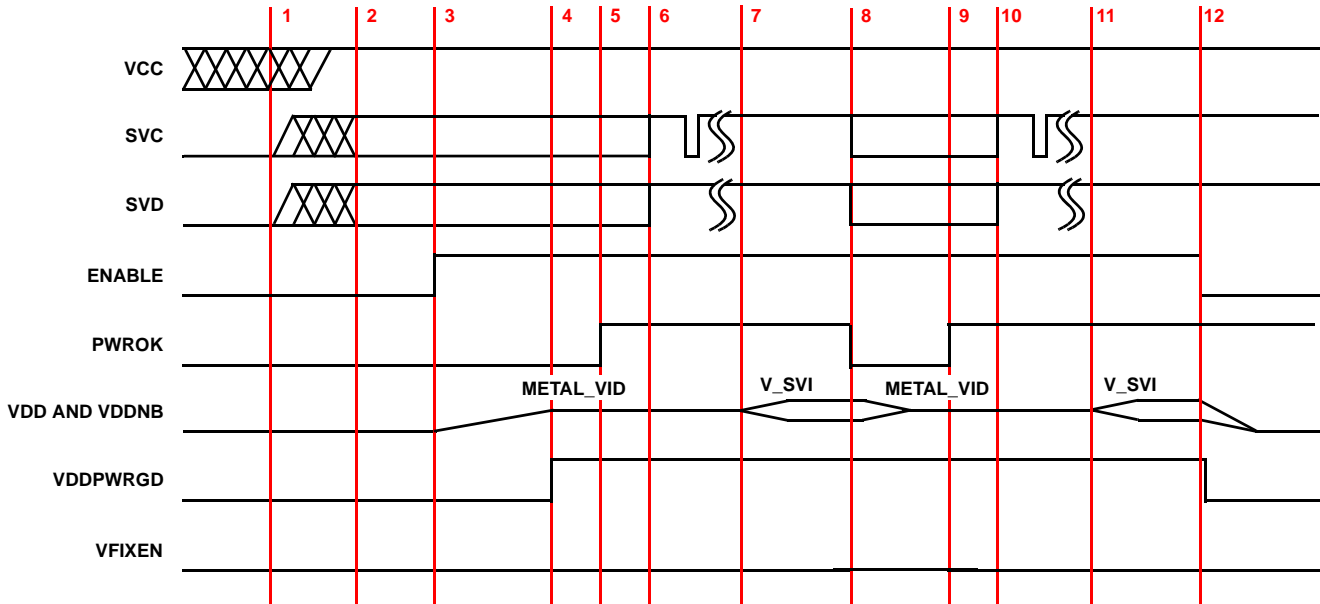 1 2 3 4 5 6 7 8 9 10 11 12
VCC
SVC
SVD
ENABLE
PWROK
METAL_VID V_SVI METAL_VID V_SVI
VDD AND VDDNB
VDDPWRGD
VFIXEN